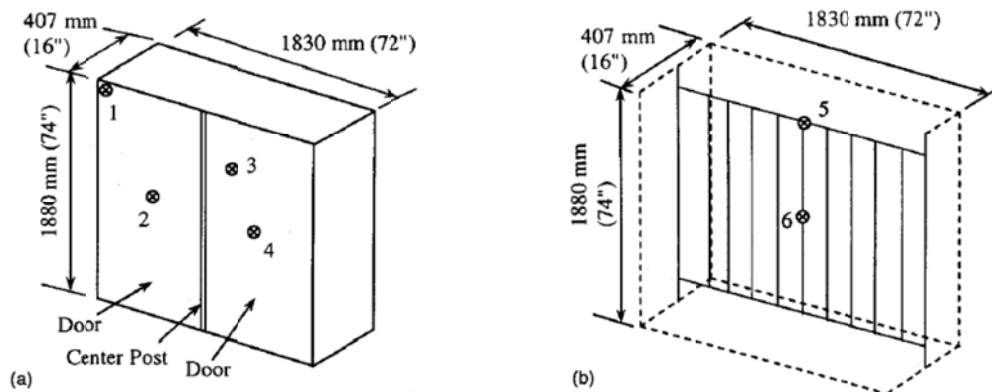 407 mm
(16")
1830 mm (72")
1880 mm (74")
1
2
3
4
Door
Center Post
Door
(a)
407 mm
(16")
1830 mm (72")
1880 mm
(74")
5
6
(b)